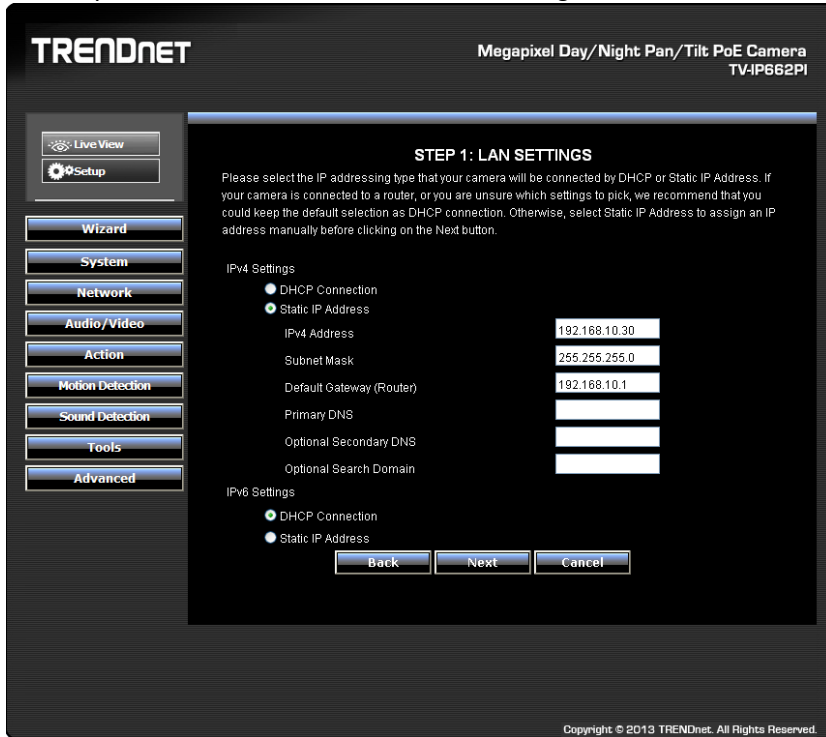 TRENDnet
Megapixel Day/Night Pan/Tilt PoE Camera
TV-IP662PI
Live View
Setup
Wizard
System
Network
Audio/Video
Action
Motion Detection
Sound Detection
Tools
Advanced
STEP 1: LAN SETTINGS
Please select the IP addressing type that your camera will be connected by DHCP or Static IP Address. If
your camera is connected to a router, or you are unsure which settings to pick, we recommend that you
could keep the default selection as DHCP connection. Otherwise, select Static IP Address to assign an IP
address manually before clicking on the Next button.
IPv4 Settings
DHCP Connection
Static IP Address
IPv4 Address 192.168.10.30
Subnet Mask 255.255.255.0
Default Gateway (Router) 192.168.10.1
Primary DNS
Optional Secondary DNS
Optional Search Domain
IPv6 Settings
DHCP Connection
Static IP Address
Back Next Cancel
Copyright © 2013 TRENDnet. All Rights Reserved.